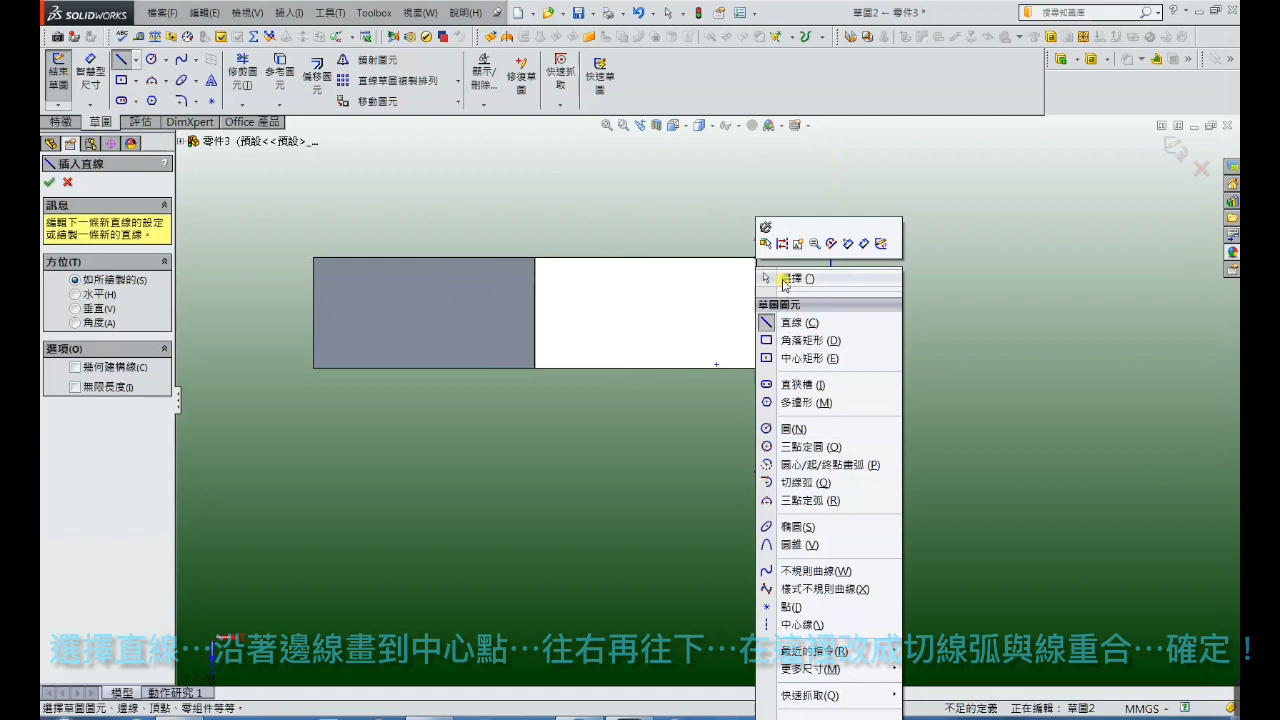 SOLIDWORKS 檔案(F) 編輯(E) 檢視(V) 插入(I) 工具(T) Toolbox 視窗(W) 說明(H) 草圖2 ← 零件3 * 搜尋知識庫
結束草圖 智慧型尺寸 修剪圖元(I) 參考圖元 偏移圖元 鏡射圖元 顯示/刪除... 修復草圖 快速抓取 快速草圖
直線草圖複製排列
移動圖元
特徵 草圖 評估 DimXpert Office 產品
零件3 (預設<<預設>_...
插入直線 ?
訊息
編輯下一條新直線的設定
或繪製一條新的直線。
方位(T)
如所繪製的(S)
水平(H)
垂直(V)
角度(A)
選項(O)
幾何建構線(C)
無限長度(I)
選擇 (')
草圖圖元
直線 (C)
角落矩形 (D)
中心矩形 (E)
直狹槽 (J)
多邊形 (M)
圓(N)
三點定圓 (O)
圓心/起/終點畫弧 (P)
切線弧 (Q)
三點定弧 (R)
橢圓(S)
圓錐 (V)
不規則曲線(W)
樣式不規則曲線(X)
中心線(\)
最近的指令(R)
更多尺寸(M)
快速抓取(Q)
選擇直線…沿著邊線畫到中心點…往右再往下…在這裡改成切線弧與線重合…確定！
模型 動作研究 1
選擇草圖圖元、邊線、頂點、零組件等等。 不足的定義 正在編輯： 草圖2 MMGS